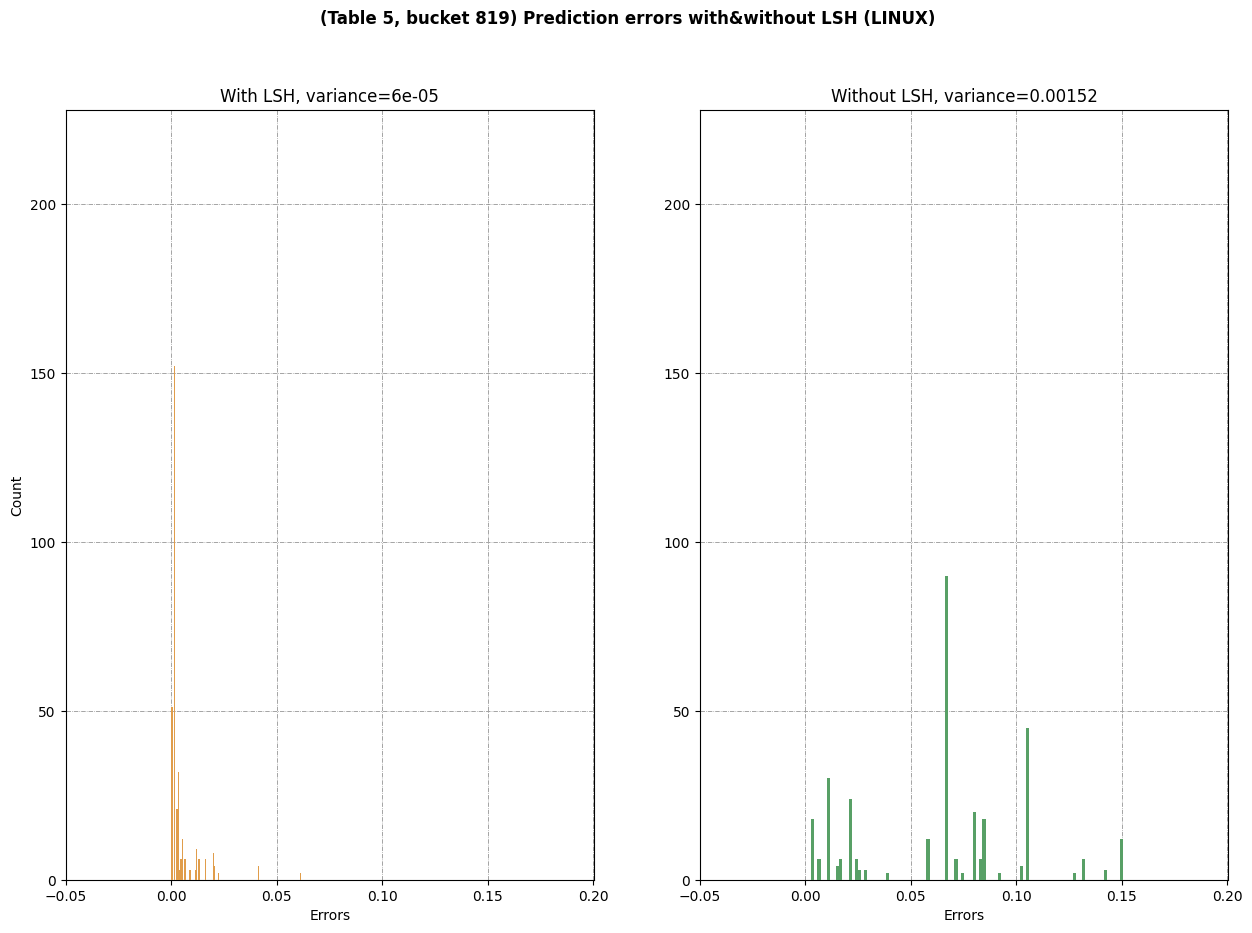 (Table 5, bucket 819) Prediction errors with&without LSH (LINUX)
With LSH, variance=6e-05
200
150
100
50
0
Count
−0.05 0.00 0.05 0.10 0.15 0.20
Errors
Without LSH, variance=0.00152
200
150
100
50
0
−0.05 0.00 0.05 0.10 0.15 0.20
Errors